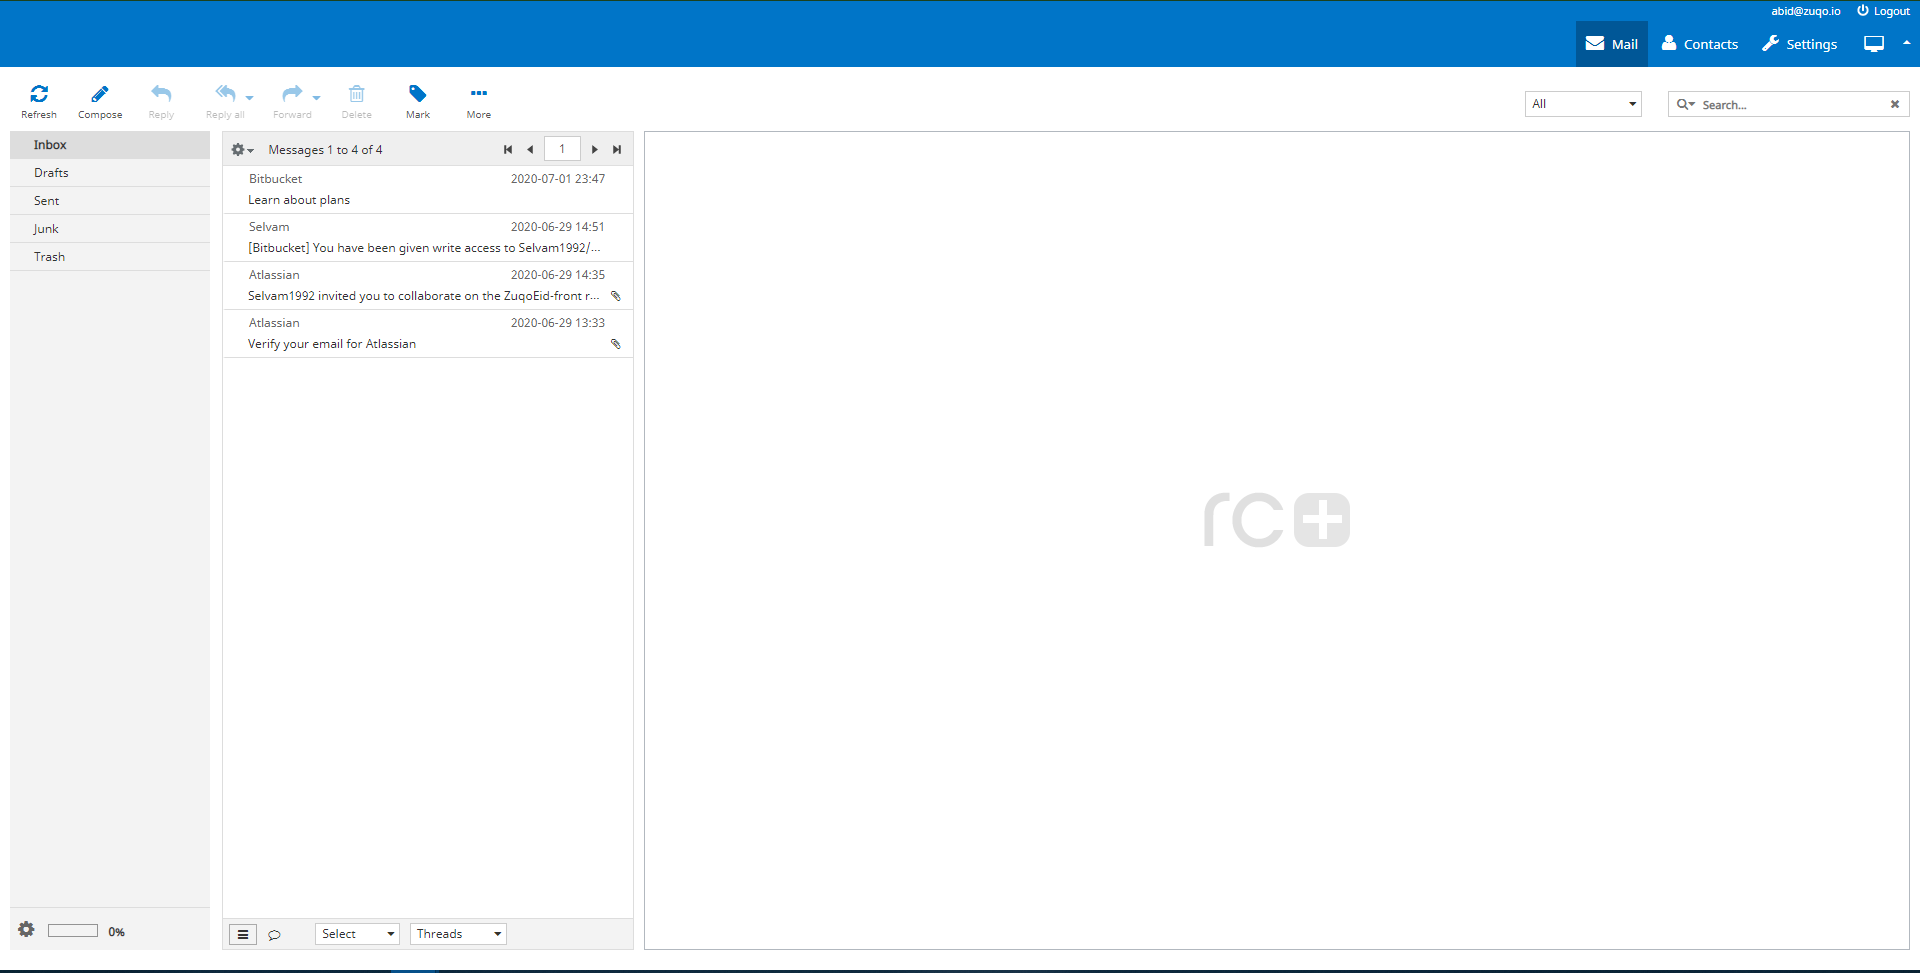 abid@zuqo.io Logout
Mail Contacts Settings
Refresh Compose Reply Reply all Forward Delete Mark More
All
Search...
Inbox
Drafts
Sent
Junk
Trash
Messages 1 to 4 of 4
1
Bitbucket 2020-07-01 23:47
Learn about plans
Selvam 2020-06-29 14:51
[Bitbucket] You have been given write access to Selvam1992/...
Atlassian 2020-06-29 14:35
Selvam1992 invited you to collaborate on the ZuqoEid-front r...
Atlassian 2020-06-29 13:33
Verify your email for Atlassian
rc+
0%
Select Threads